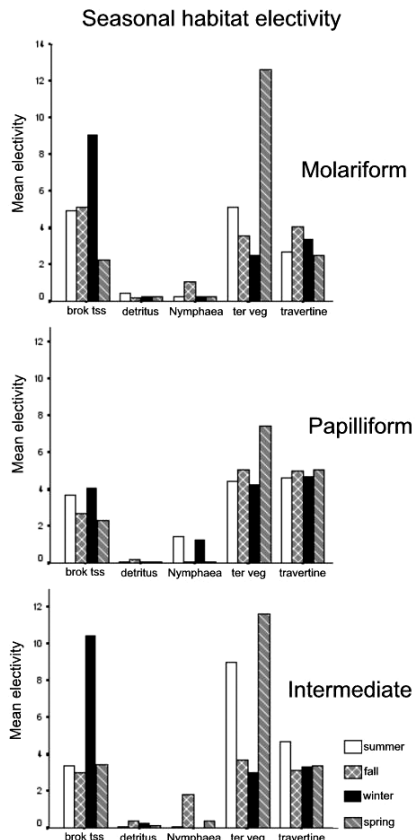 Seasonal habitat electivity
14
12
10
8
6
4
2
0
Mean electivity
Molariform
brok tss detritus Nymphaea ter veg travertine
12
10
8
6
4
2
0
Mean electivity
Papilliform
brok tss detritus Nymphaea ter veg travertine
12
10
8
6
4
2
0
Mean electivity
Intermediate
summer
fall
winter
spring
brok tss detritus Nymphaea ter veg travertine